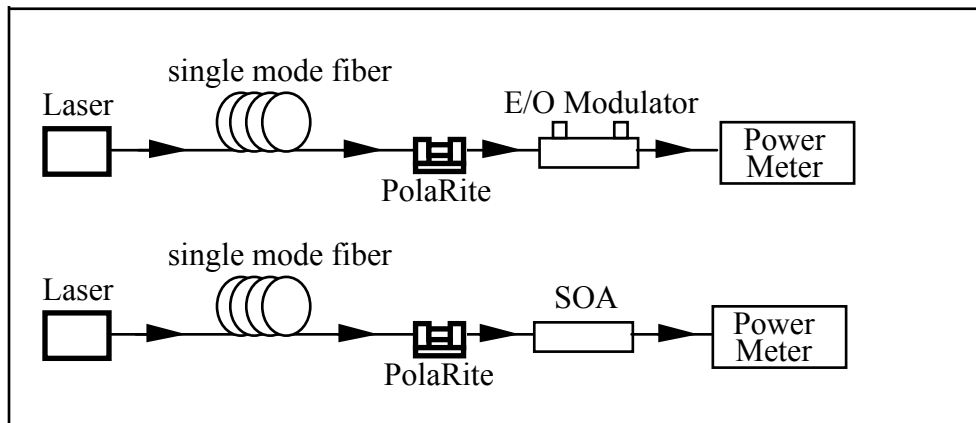 single mode fiber
Laser
E/O Modulator
PolaRite
Power
Meter
single mode fiber
Laser
SOA
PolaRite
Power
Meter